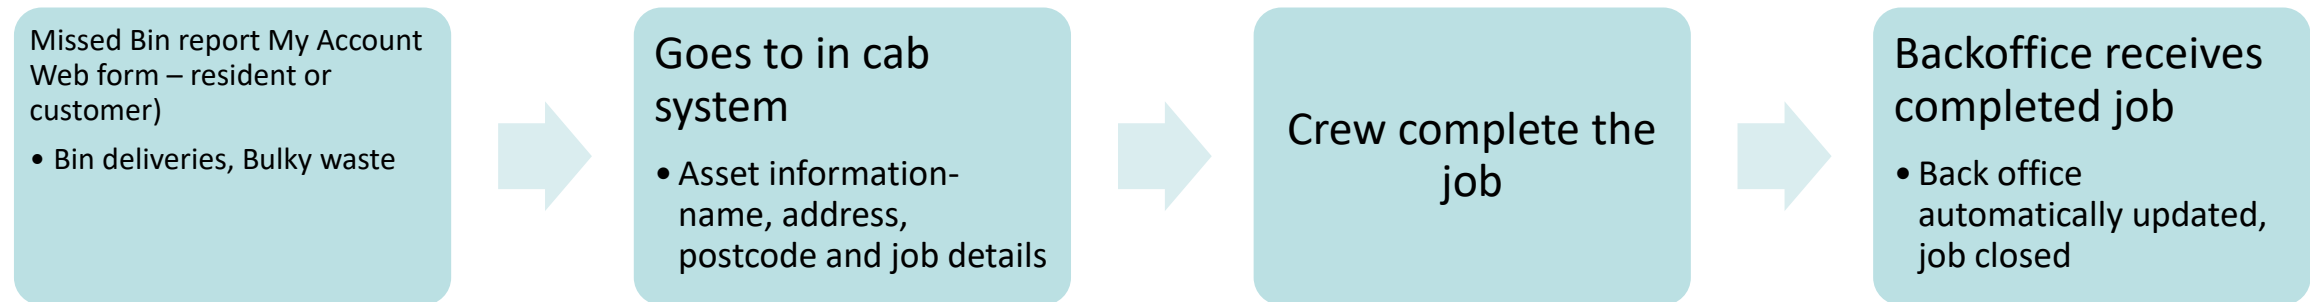 Missed Bin report My Account
Web form – resident or
customer)
• Bin deliveries, Bulky waste
Goes to in cab
system
• Asset information-
name, address,
postcode and job details
Crew complete the
job
Backoffice receives
completed job
• Back office
automatically updated,
job closed